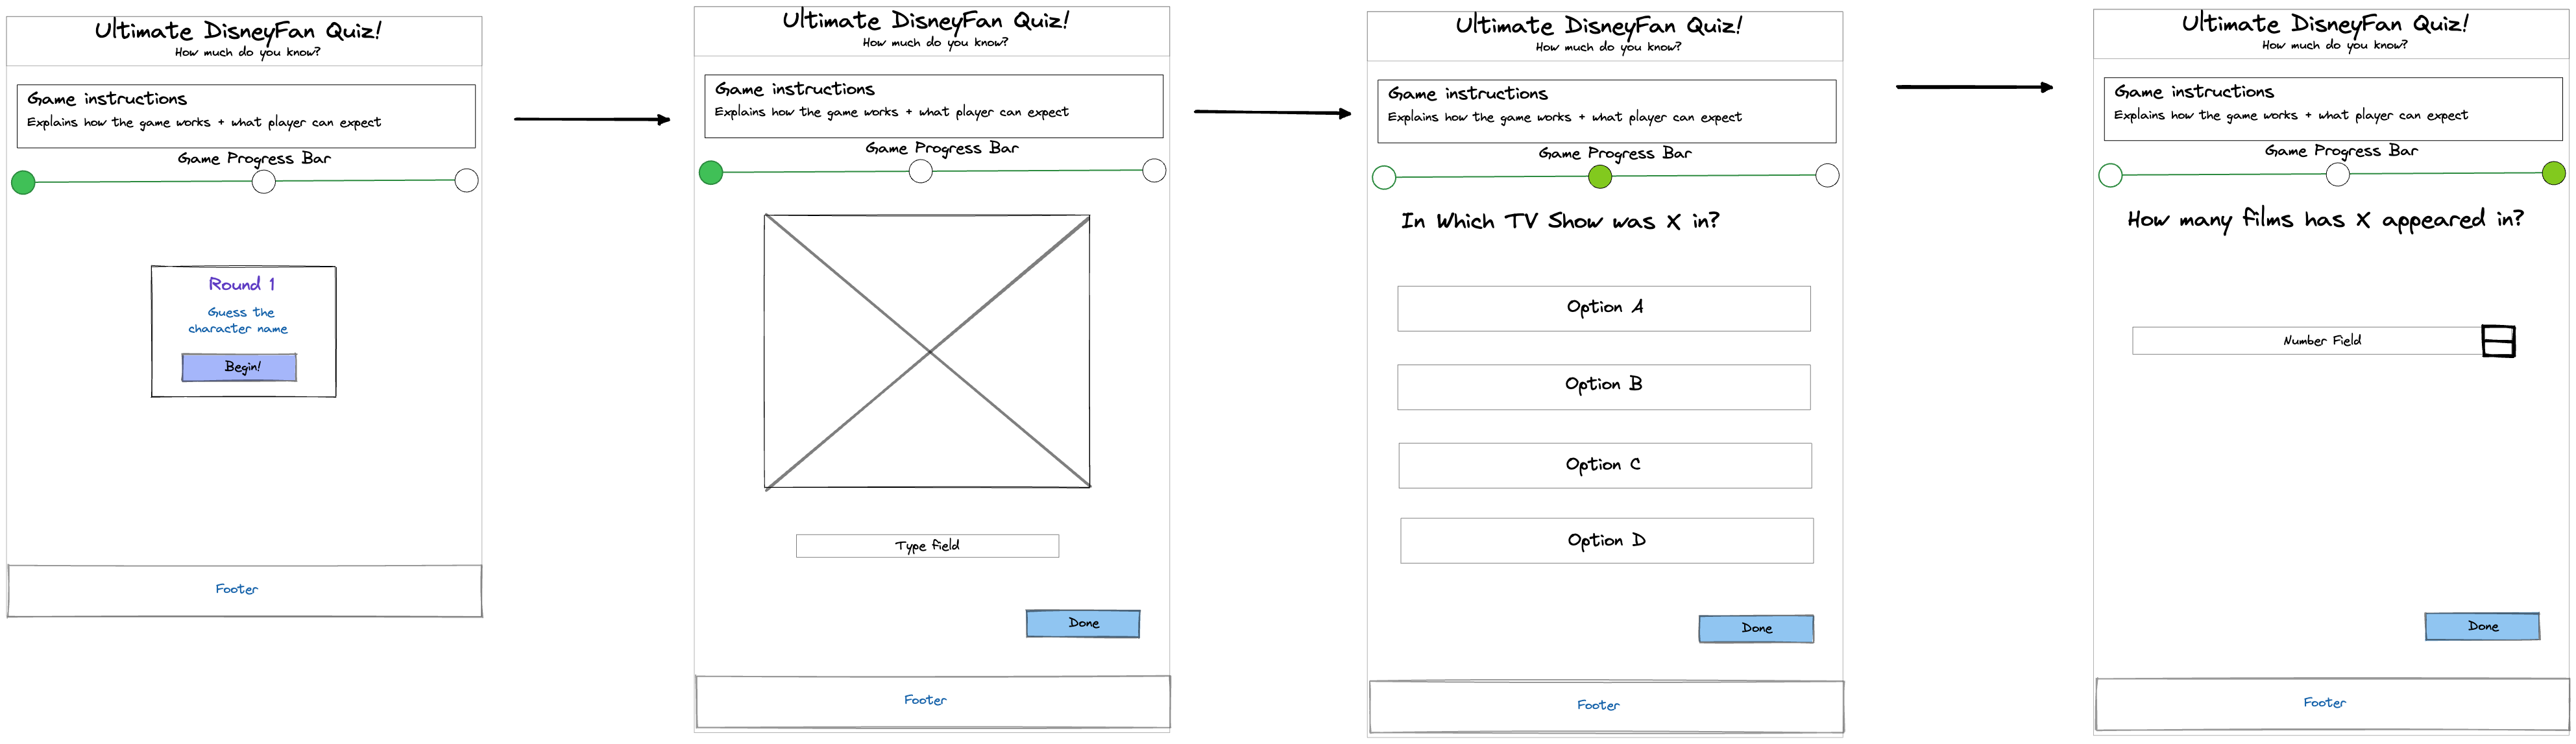 Ultimate DisneyFan Quiz!
How much do you know?
Game instructions
Explains how the game works + what player can expect
Game Progress Bar
Round 1
Guess the
character name
Begin!
Footer
Ultimate DisneyFan Quiz!
How much do you know?
Game instructions
Explains how the game works + what player can expect
Game Progress Bar
Type field
Done
Footer
Ultimate DisneyFan Quiz!
How much do you know?
Game instructions
Explains how the game works + what player can expect
Game Progress Bar
In Which TV Show was X in?
Option A
Option B
Option C
Option D
Done
Footer
Ultimate DisneyFan Quiz!
How much do you know?
Game instructions
Explains how the game works + what player can expect
Game Progress Bar
How many films has X appeared in?
Number Field
Done
Footer